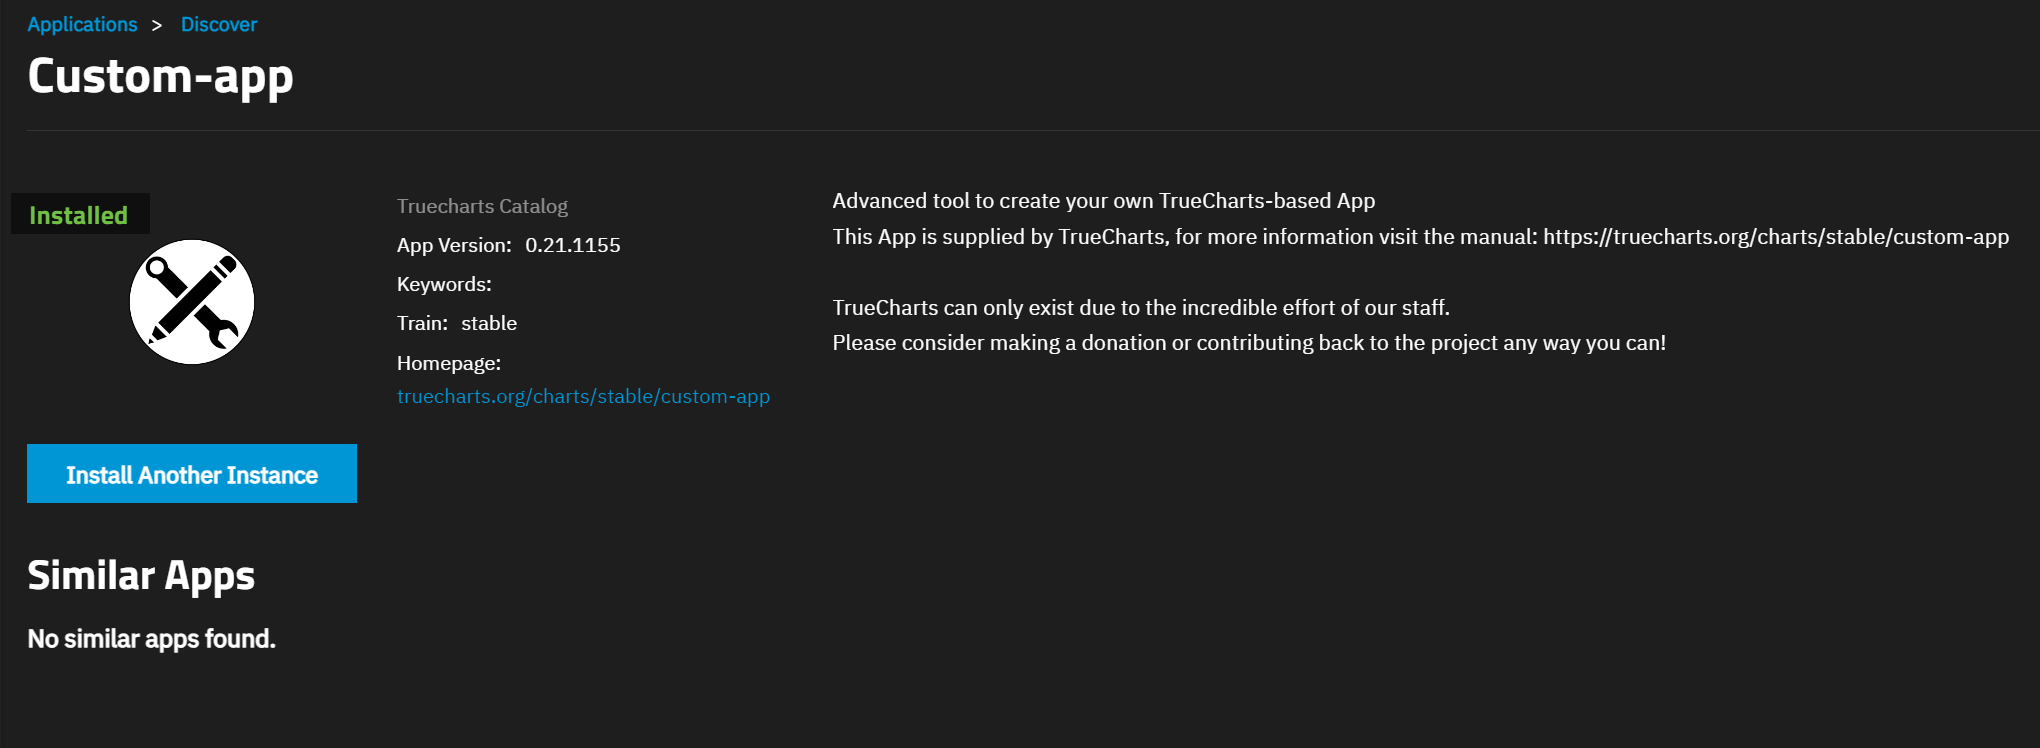 Applications > Discover
Custom-app
Installed
Truecharts Catalog
App Version: 0.21.1155
Keywords:
Train: stable
Homepage:
truecharts.org/charts/stable/custom-app
Advanced tool to create your own TrueCharts-based App
This App is supplied by TrueCharts, for more information visit the manual: https://truecharts.org/charts/stable/custom-app
TrueCharts can only exist due to the incredible effort of our staff.
Please consider making a donation or contributing back to the project any way you can!
Install Another Instance
Similar Apps
No similar apps found.